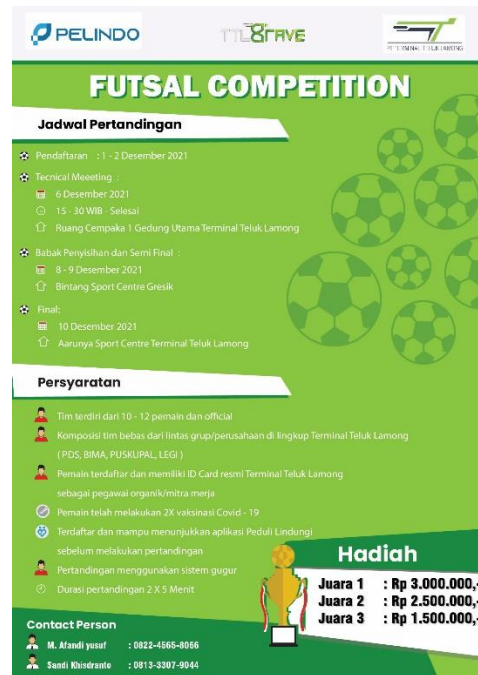 PELINDO
TTL8RAVE
PT TERMINAL TELUK LAMONG
FUTSAL COMPETITION
Jadwal Pertandingan
Pendaftaran : 1 - 2 Desember 2021
Tecnical Meeeting :
6 Desember 2021
15 - 30 WIB - Selesai
Ruang Cempaka 1 Gedung Utama Terminal Teluk Lamong
Babak Penyisihan dan Semi Final :
8 - 9 Desember 2021
Bintang Sport Centre Gresik
Final:
10 Desember 2021
Aarunya Sport Centre Terminal Teluk Lamong
Persyaratan
Tim terdiri dari 10 - 12 pemain dan official
Komposisi tim bebas dari lintas grup/perusahaan di lingkup Terminal Teluk Lamong
( PDS, BIMA, PUSKUPAL, LEGI )
Pemain terdaftar dan memiliki ID Card resmi Terminal Teluk Lamong
sebagai pegawai organik/mitra merja
Pemain telah melakukan 2X vaksinasi Covid - 19
Terdaftar dan mampu menunjukkan aplikasi Peduli Lindungi
sebelum melakukan pertandingan
Pertandingan menggunakan sistem gugur
Durasi pertandingan 2 X 5 Menit
Hadiah
Juara 1 : Rp 3.000.000,-
Juara 2 : Rp 2.500.000,-
Juara 3 : Rp 1.500.000,-
Contact Person
M. Afandi yusuf : 0822-4565-8066
Sandi Khisdranto : 0813-3307-9044